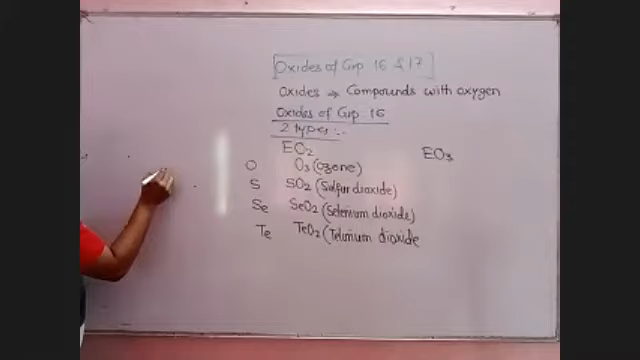 Oxides of Grp 16 & 17
Oxides → Compounds with oxygen
Oxides of Grp. 16
2 types :-
EO2 EO3
O O3 (ozone)
S SO2 (Sulfur dioxide)
Se SeO2 (Selenium dioxide)
Te TeO2 (Telurium dioxide